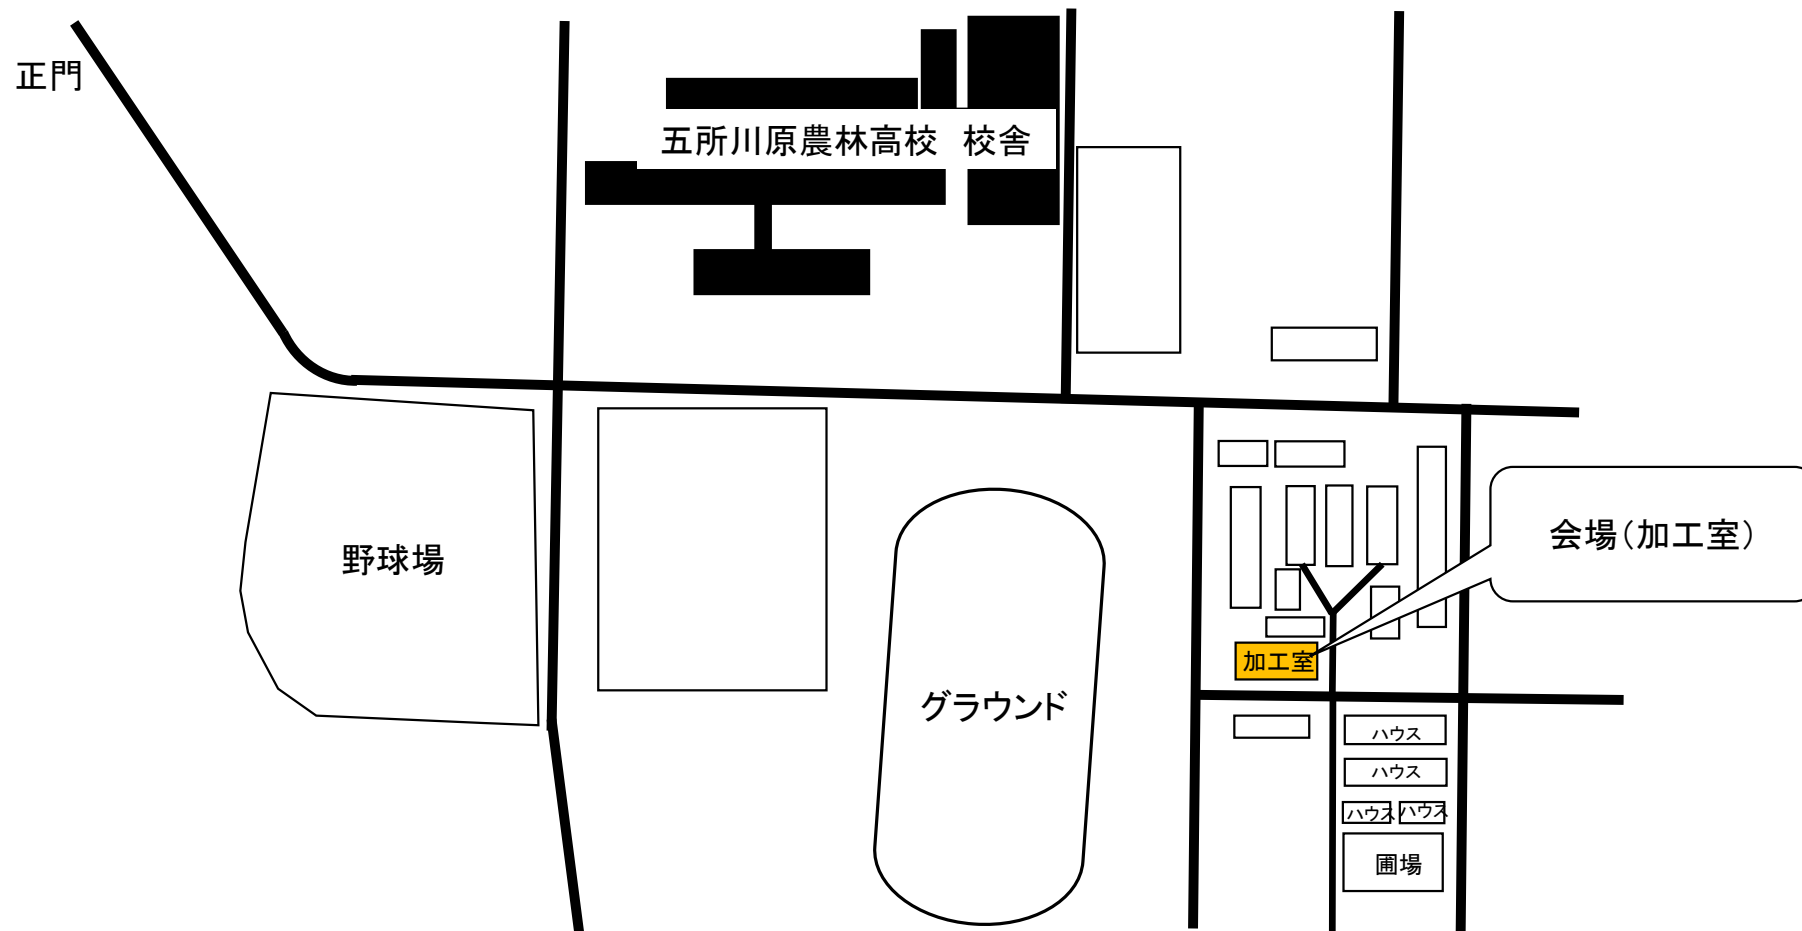 正門
五所川原農林高校　校舎
野球場
会場（加工室）
加工室
グラウンド
ハウス
ハウス
ハウス
ハウス
圃場